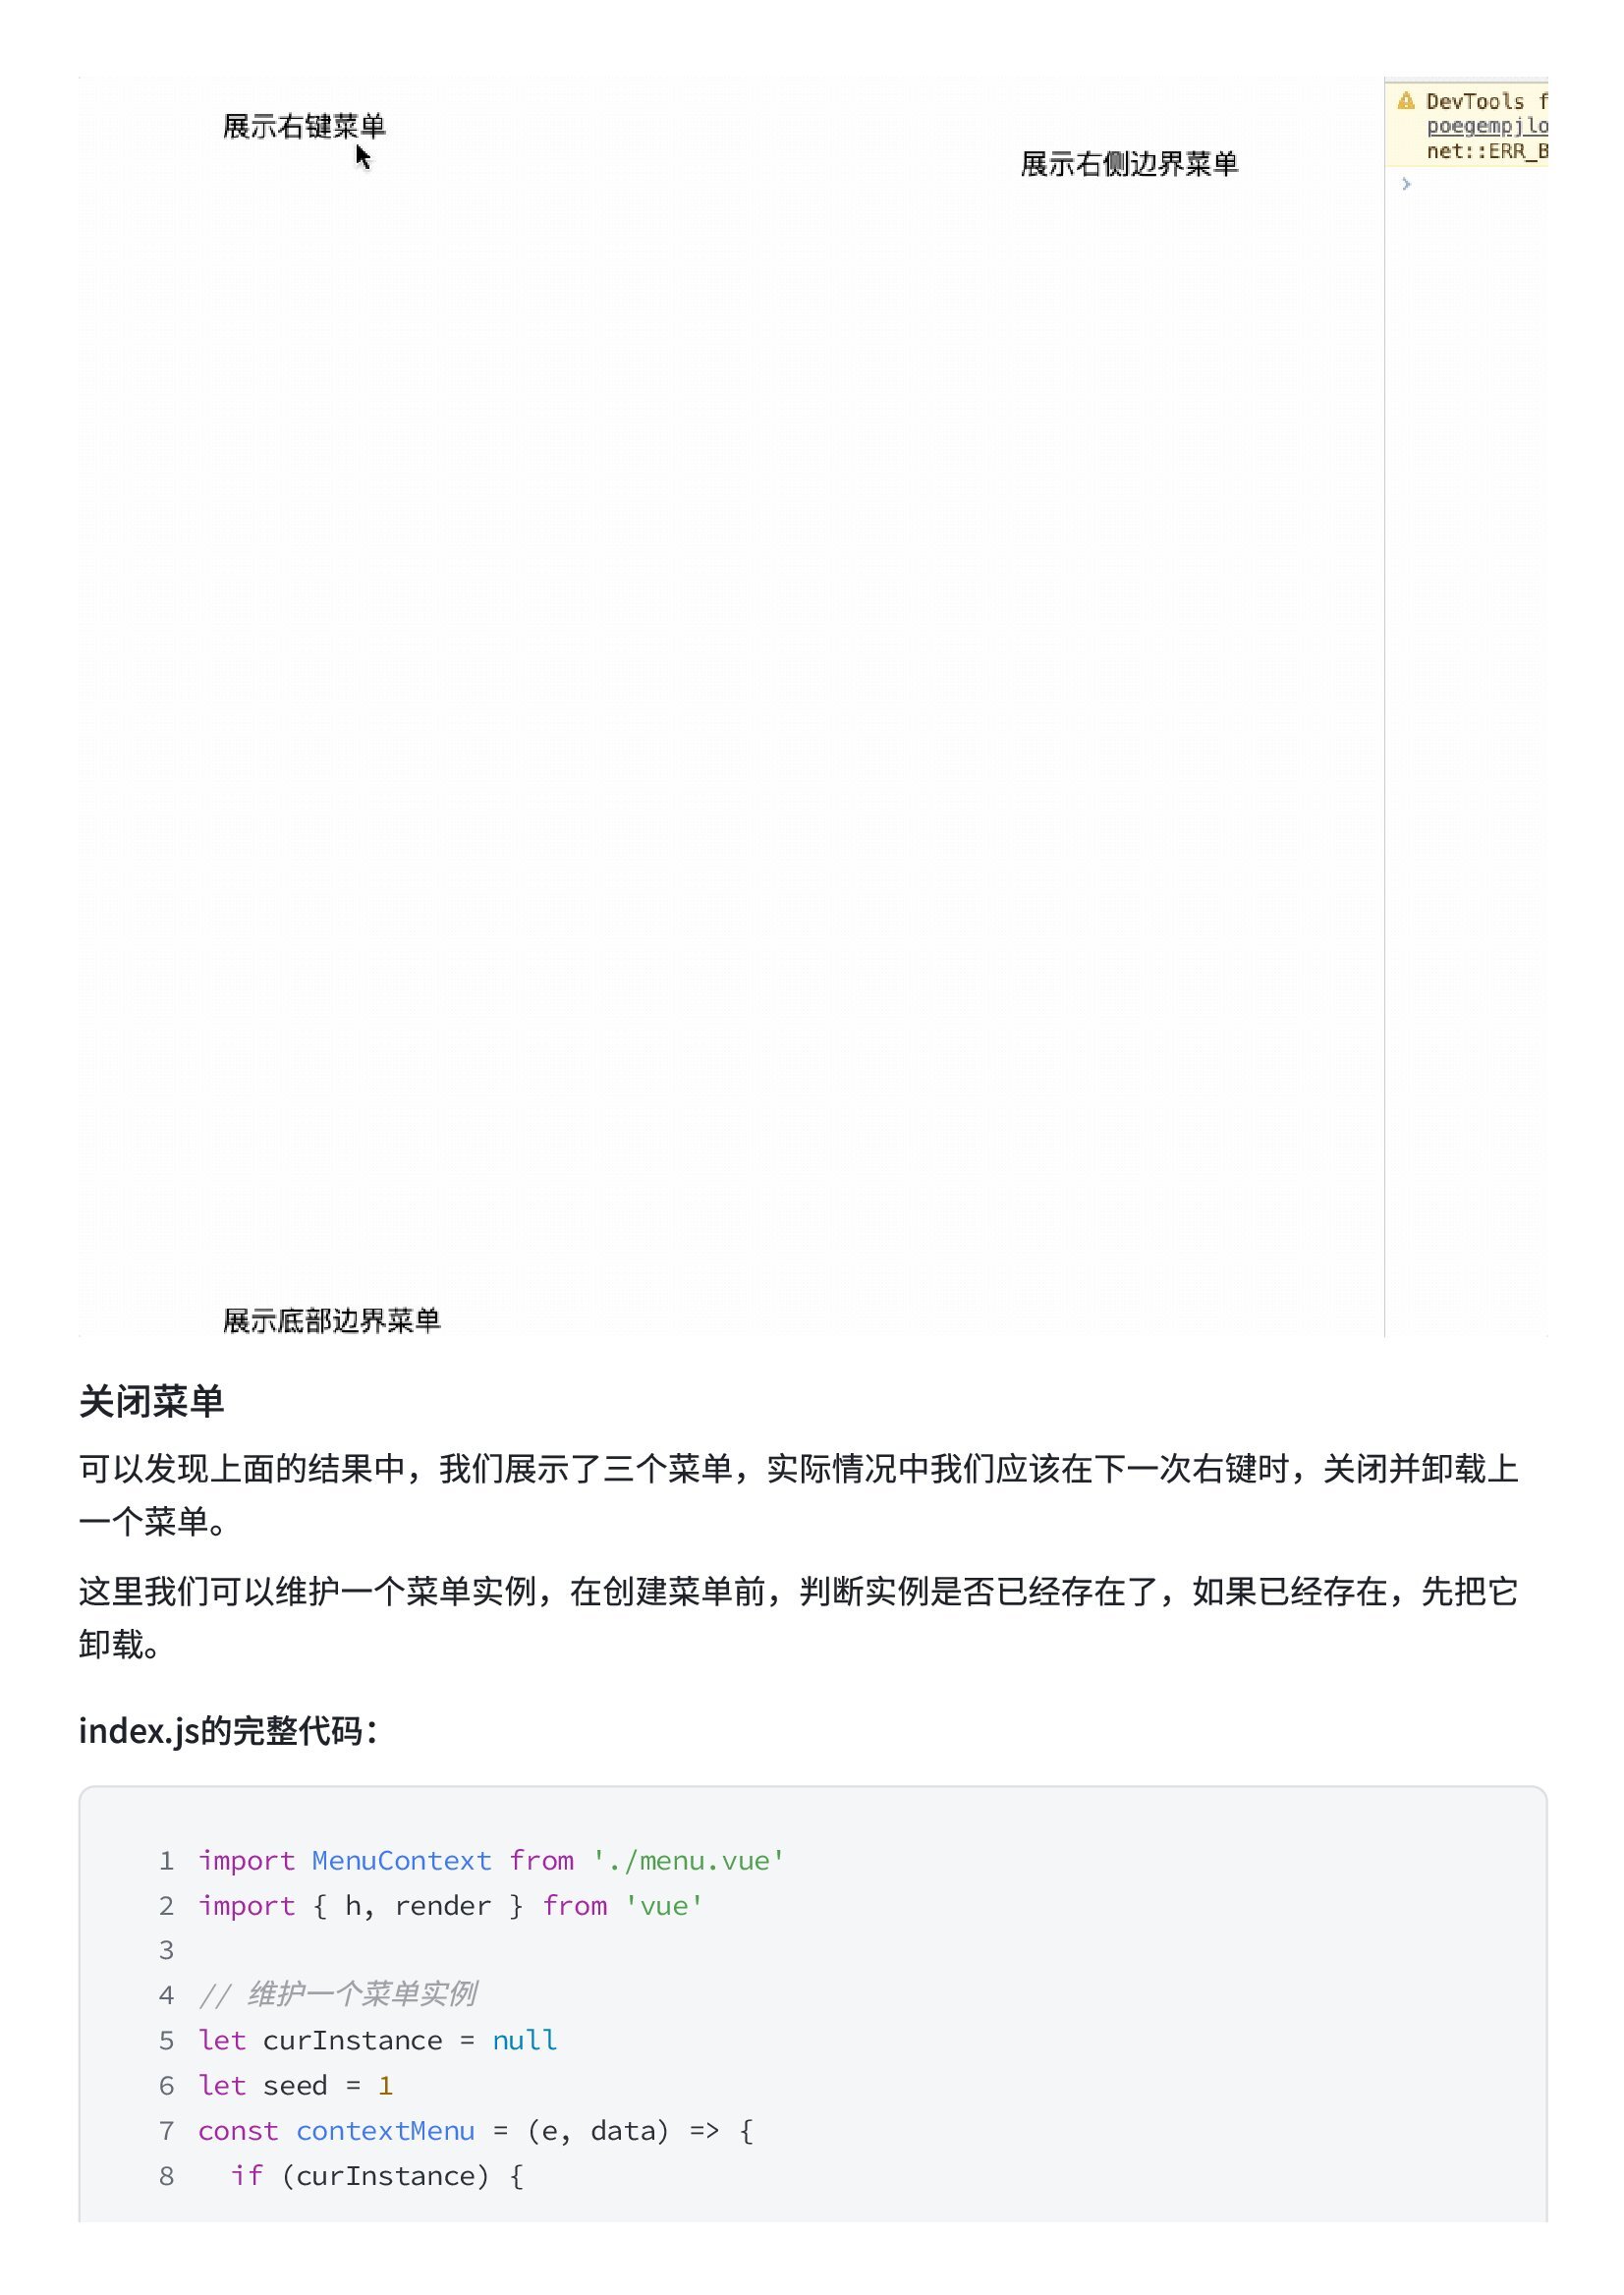 展示右键菜单
展示右侧边界菜单
DevTools f
poegempjlo
net::ERR_B
展示底部边界菜单
关闭菜单
可以发现上面的结果中，我们展示了三个菜单，实际情况中我们应该在下一次右键时，关闭并卸载上
一个菜单。
这里我们可以维护一个菜单实例，在创建菜单前，判断实例是否已经存在了，如果已经存在，先把它
卸载。
index.js的完整代码：
1 import MenuContext from './menu.vue'
2 import { h, render } from 'vue'
3
4 // 维护一个菜单实例
5 let curInstance = null
6 let seed = 1
7 const contextMenu = (e, data) => {
8   if (curInstance) {